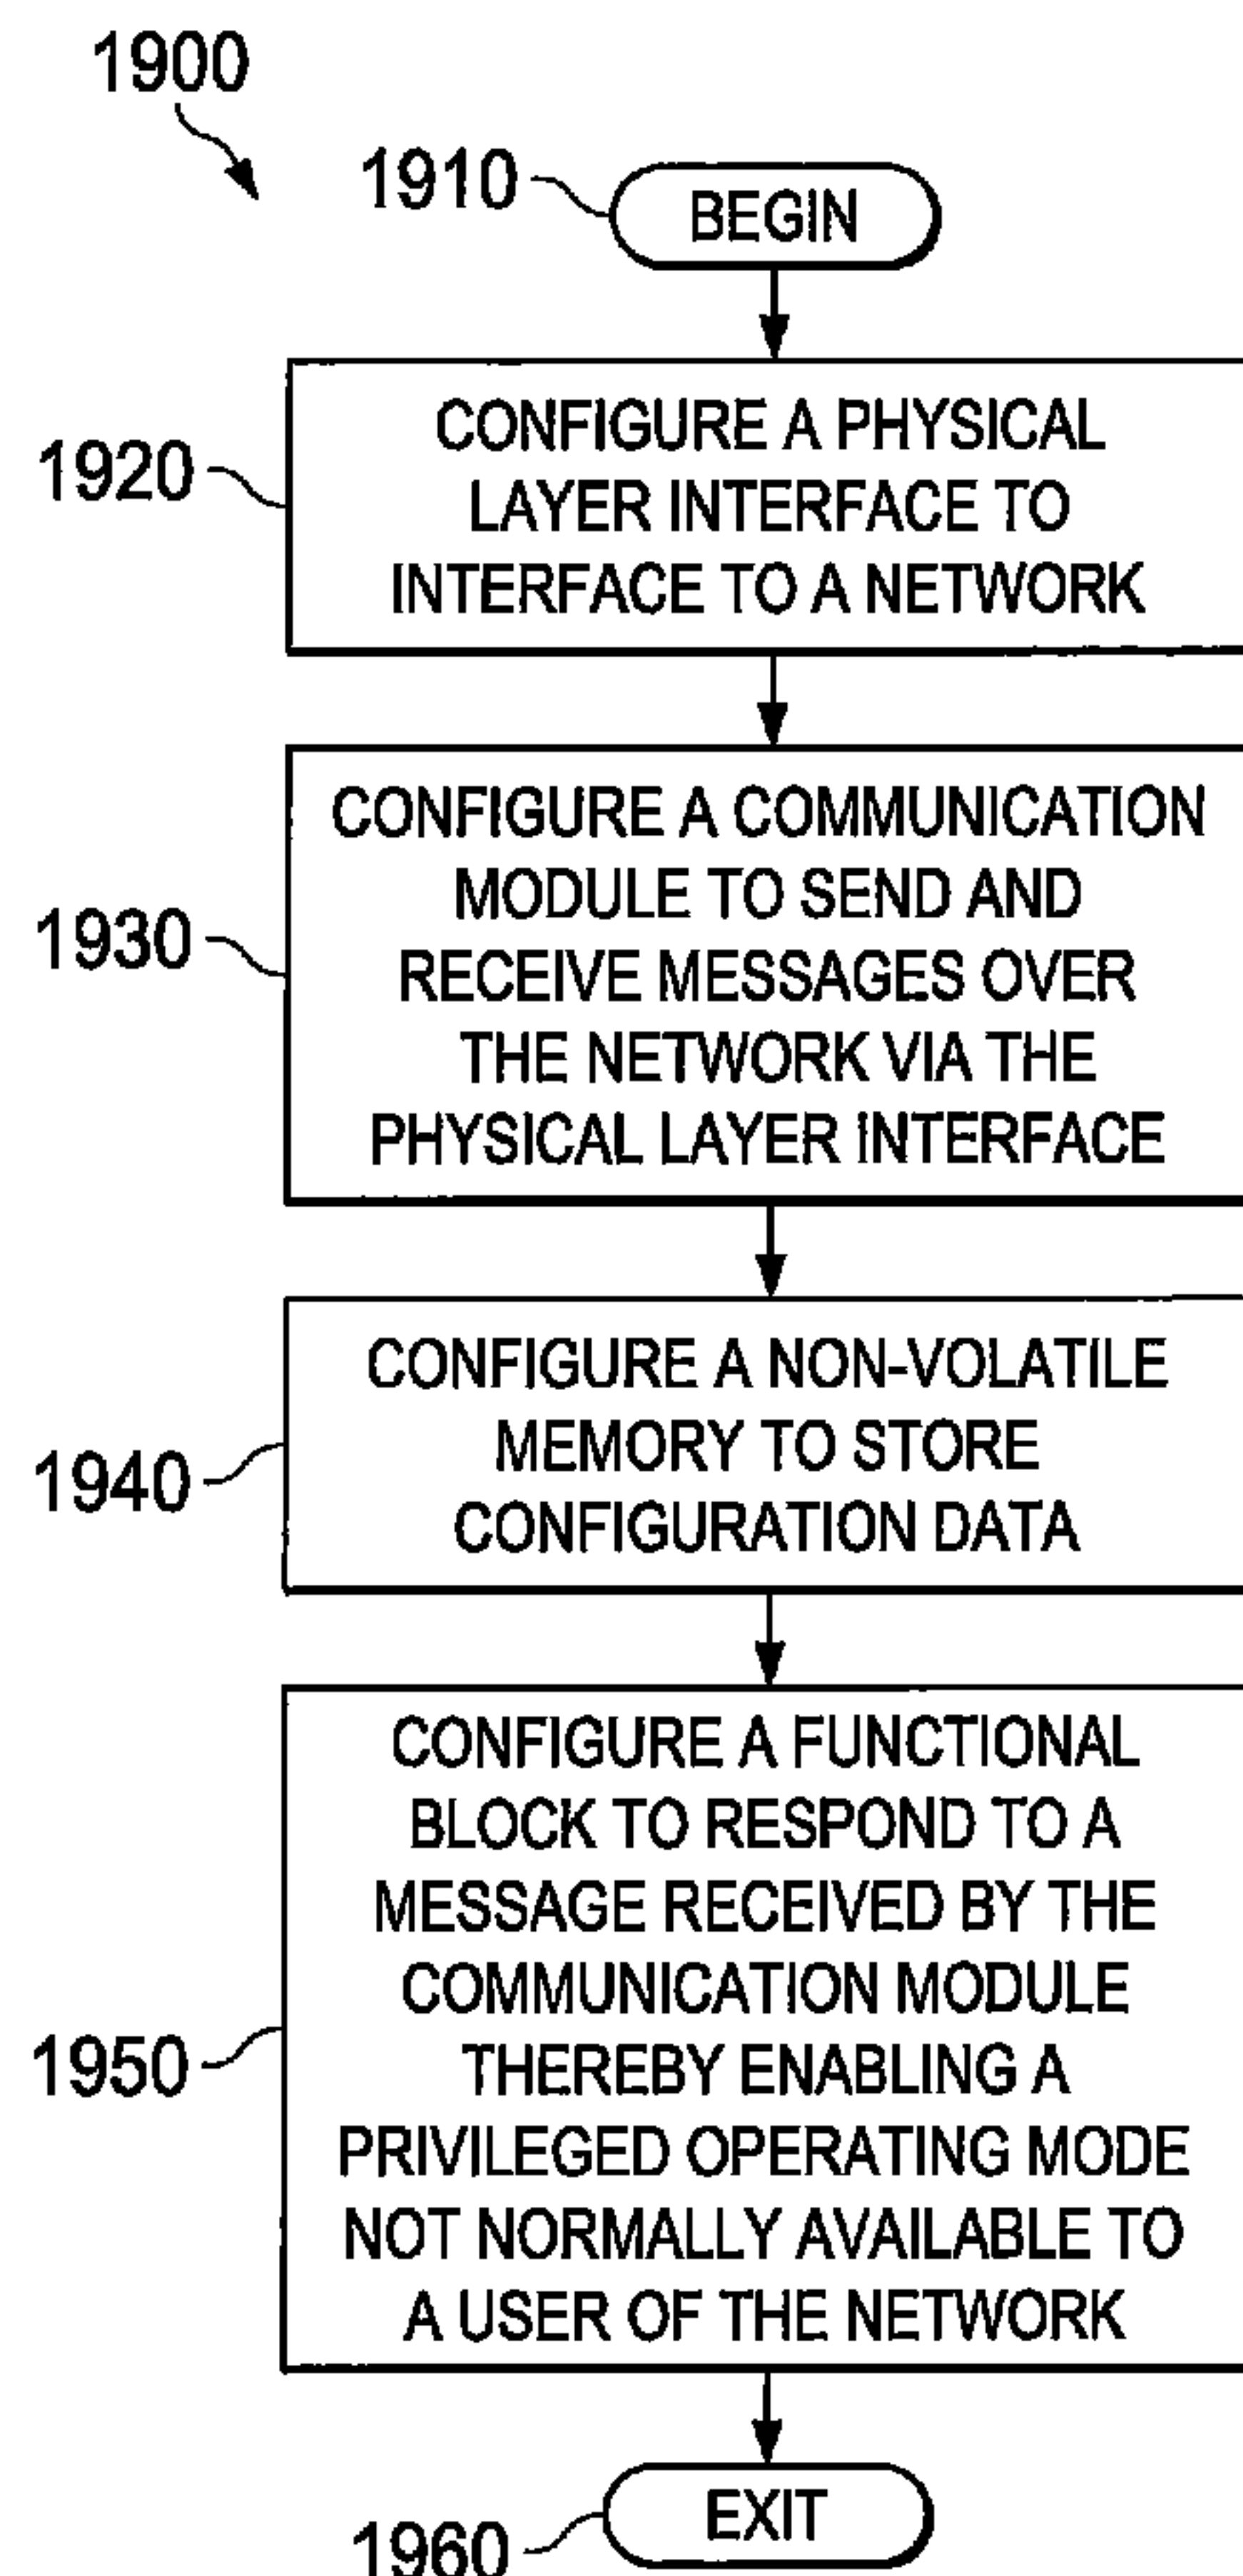 1900
1910
BEGIN
1920
CONFIGURE A PHYSICAL
LAYER INTERFACE TO
INTERFACE TO A NETWORK
1930
CONFIGURE A COMMUNICATION
MODULE TO SEND AND
RECEIVE MESSAGES OVER
THE NETWORK VIA THE
PHYSICAL LAYER INTERFACE
1940
CONFIGURE A NON-VOLATILE
MEMORY TO STORE
CONFIGURATION DATA
1950
CONFIGURE A FUNCTIONAL
BLOCK TO RESPOND TO A
MESSAGE RECEIVED BY THE
COMMUNICATION MODULE
THEREBY ENABLING A
PRIVILEGED OPERATING MODE
NOT NORMALLY AVAILABLE TO
A USER OF THE NETWORK
1960
EXIT